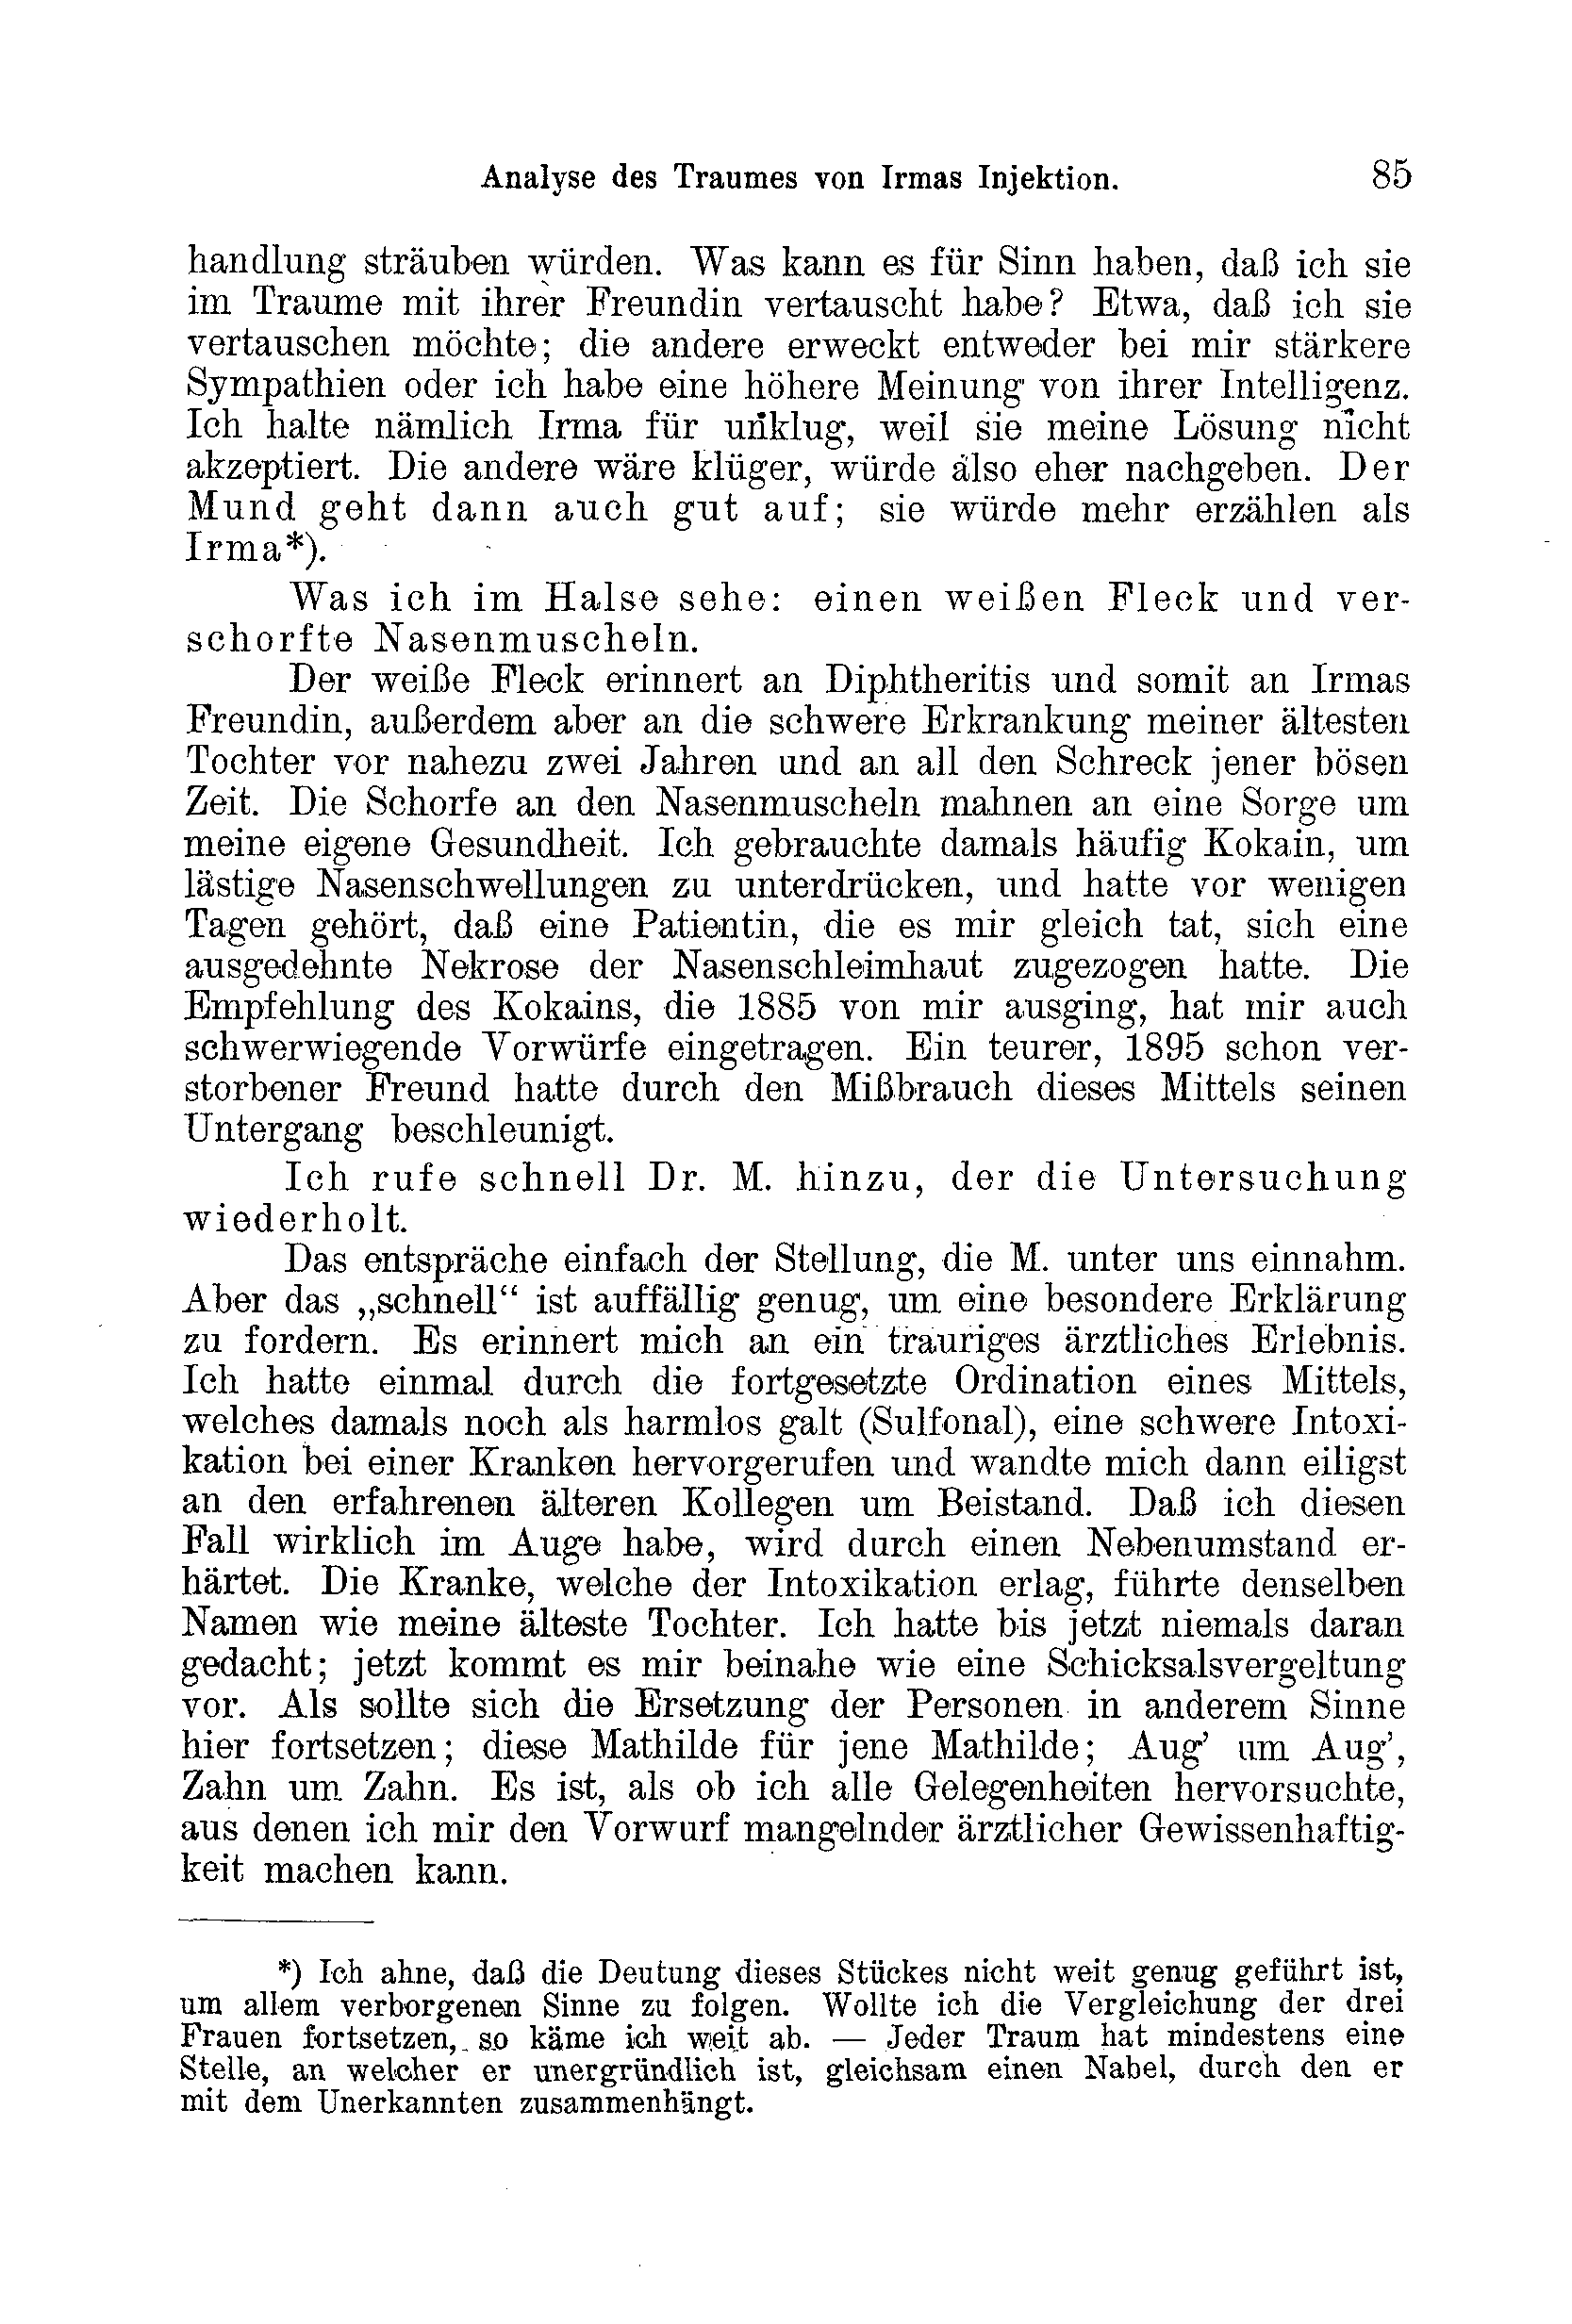 Analyse des Traumes von Irmas Injektion. 85
handlung sträuben würden. Was kann es für Sinn haben, daß ich sie
im Traume mit ihrer Freundin vertauscht habe? Etwa, daß ich sie
vertauschen möchte; die andere erweckt entweder bei mir stärkere
Sympathien oder ich habe eine höhere Meinung von ihrer Intelligenz.
Ich halte nämlich Irma für unklug, weil sie meine Lösung nicht
akzeptiert. Die andere wäre klüger, würde also eher nachgeben. Der
Mund geht dann auch gut auf; sie würde mehr erzählen als
Irma*).
Was ich im Halse sehe: einen weißen Fleck und ver-
schorfte Nasenmuscheln.
Der weiße Fleck erinnert an Diphtheritis und somit an Irmas
Freundin, außerdem aber an die schwere Erkrankung meiner ältesten
Tochter vor nahezu zwei Jahren und an all den Schreck jener bösen
Zeit. Die Schorfe an den Nasenmuscheln mahnen an eine Sorge um
meine eigene Gesundheit. Ich gebrauchte damals häufig Kokain, um
lästige Nasenschwellungen zu unterdrücken, und hatte vor wenigen
Tagen gehört, daß eine Patientin, die es mir gleich tat, sich eine
ausgedehnte Nekrose der Nasenschleimhaut zugezogen hatte. Die
Empfehlung des Kokains, die 1885 von mir ausging, hat mir auch
schwerwiegende Vorwürfe eingetragen. Ein teurer, 1895 schon ver-
storbener Freund hatte durch den Mißbrauch dieses Mittels seinen
Untergang beschleunigt.
Ich rufe schnell Dr. M. hinzu, der die Untersuchung
wiederholt.
Das entspräche einfach der Stellung, die M. unter uns einnahm.
Aber das „schnell“ ist auffällig genug, um eine besondere Erklärung
zu fordern. Es erinnert mich an ein trauriges ärztliches Erlebnis.
Ich hatte einmal durch die fortgesetzte Ordination eines Mittels,
welches damals noch als harmlos galt (Sulfonal), eine schwere Intoxi-
kation bei einer Kranken hervorgerufen und wandte mich dann eiligst
an den erfahrenen älteren Kollegen um Beistand. Daß ich diesen
Fall wirklich im Auge habe, wird durch einen Nebenumstand er-
härtet. Die Kranke, welche der Intoxikation erlag, führte denselben
Namen wie meine älteste Tochter. Ich hatte bis jetzt niemals daran
gedacht; jetzt kommt es mir beinahe wie eine Schicksalsvergeltung
vor. Als sollte sich die Ersetzung der Personen in anderem Sinne
hier fortsetzen; diese Mathilde für jene Mathilde; Aug’ um Aug’,
Zahn um Zahn. Es ist, als ob ich alle Gelegenheiten hervorsuchte,
aus denen ich mir den Vorwurf mangelnder ärztlicher Gewissenhaftig-
keit machen kann.
*) Ich ahne, daß die Deutung dieses Stückes nicht weit genug geführt ist,
um allem verborgenen Sinne zu folgen. Wollte ich die Vergleichung der drei
Frauen fortsetzen, so käme ich weit ab. — Jeder Traum hat mindestens eine
Stelle, an welcher er unergründlich ist, gleichsam einen Nabel, durch den er
mit dem Unerkannten zusammenhängt.